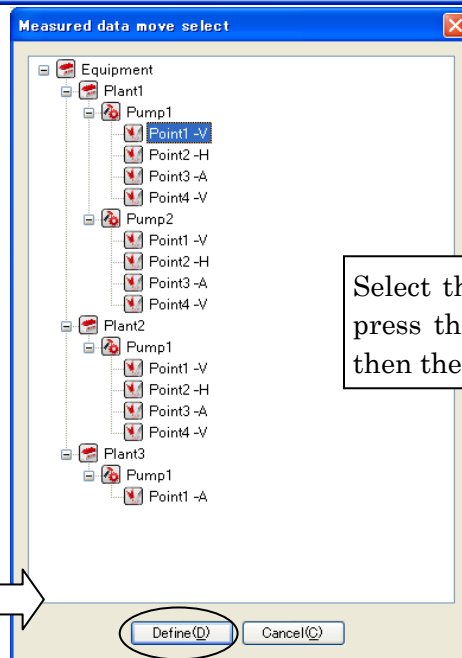 Measured data move select
Equipment
Plant1
Pump1
Point1 -V
Point2 -H
Point3 -A
Point4 -V
Pump2
Point1 -V
Point2 -H
Point3 -A
Point4 -V
Plant2
Pump1
Point1 -V
Point2 -H
Point3 -A
Point4 -V
Plant3
Pump1
Point1 -A
Select th
press th
then the
Define(D)
Cancel(C)